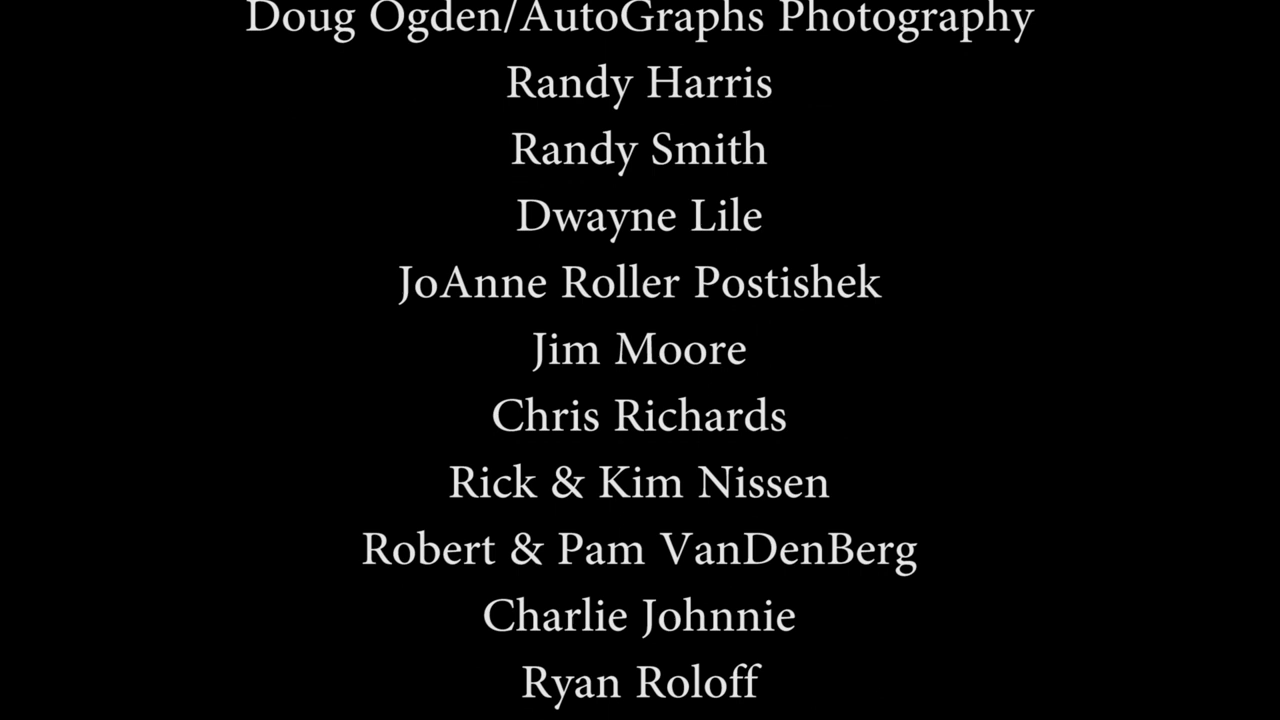 Doug Ogden/AutoGraphs Photography
Randy Harris
Randy Smith
Dwayne Lile
JoAnne Roller Postishek
Jim Moore
Chris Richards
Rick & Kim Nissen
Robert & Pam VanDenBerg
Charlie Johnnie
Ryan Roloff